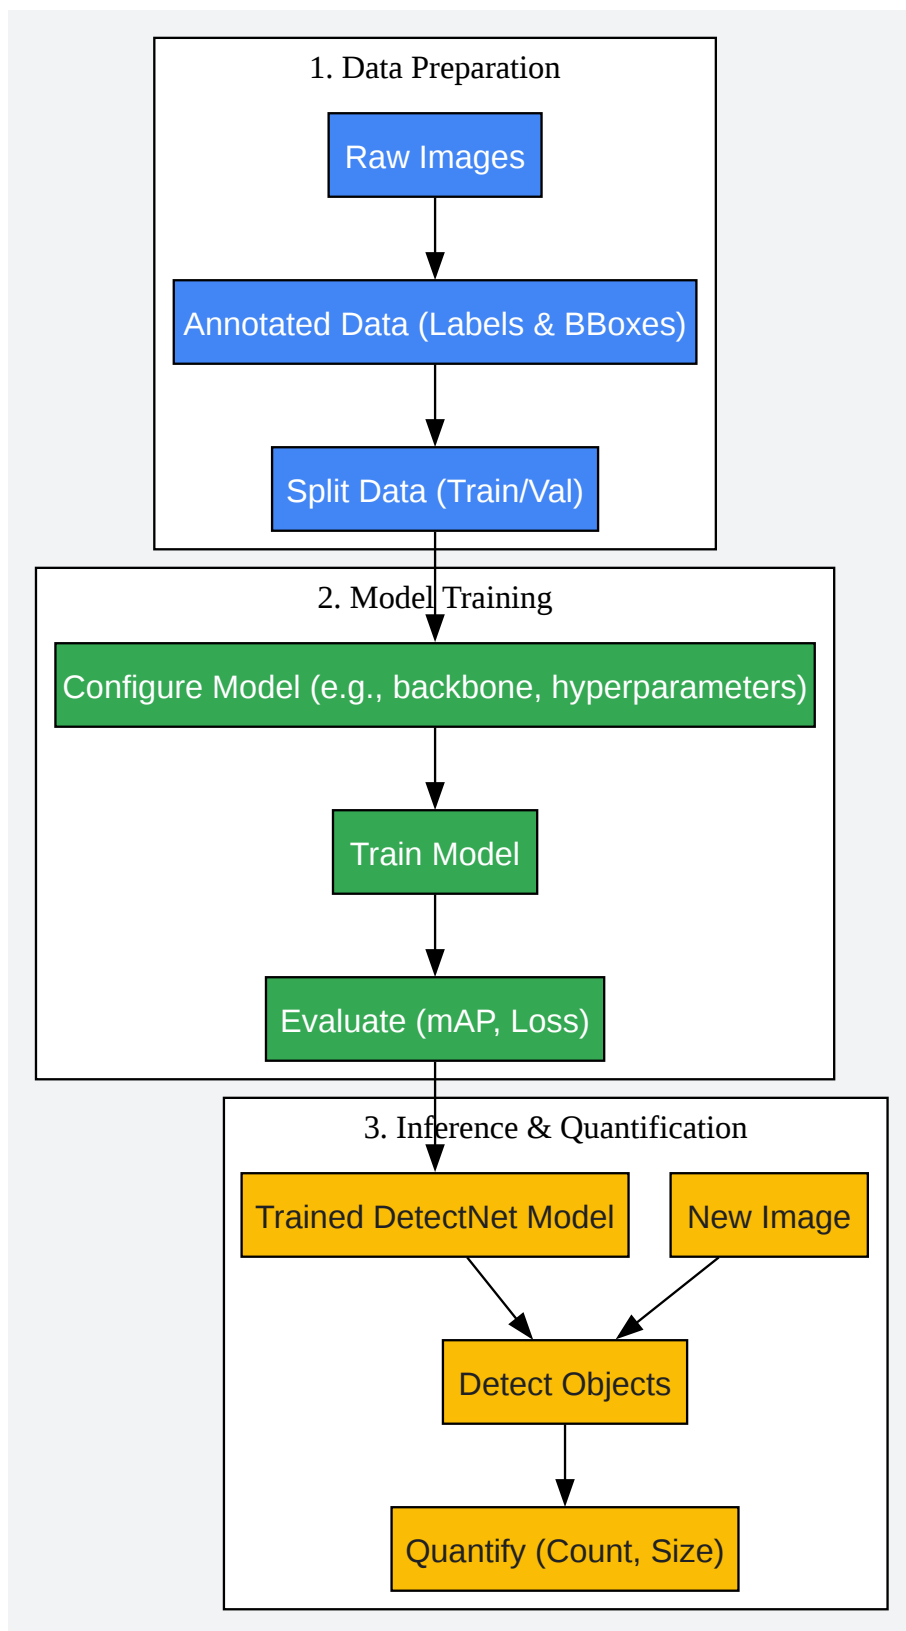 1. Data Preparation
Raw Images
Annotated Data (Labels & BBoxes)
Split Data (Train/Val)
2. Model Training
Configure Model (e.g., backbone, hyperparameters)
Train Model
Evaluate (mAP, Loss)
3. Inference & Quantification
Trained DetectNet Model
New Image
Detect Objects
Quantify (Count, Size)